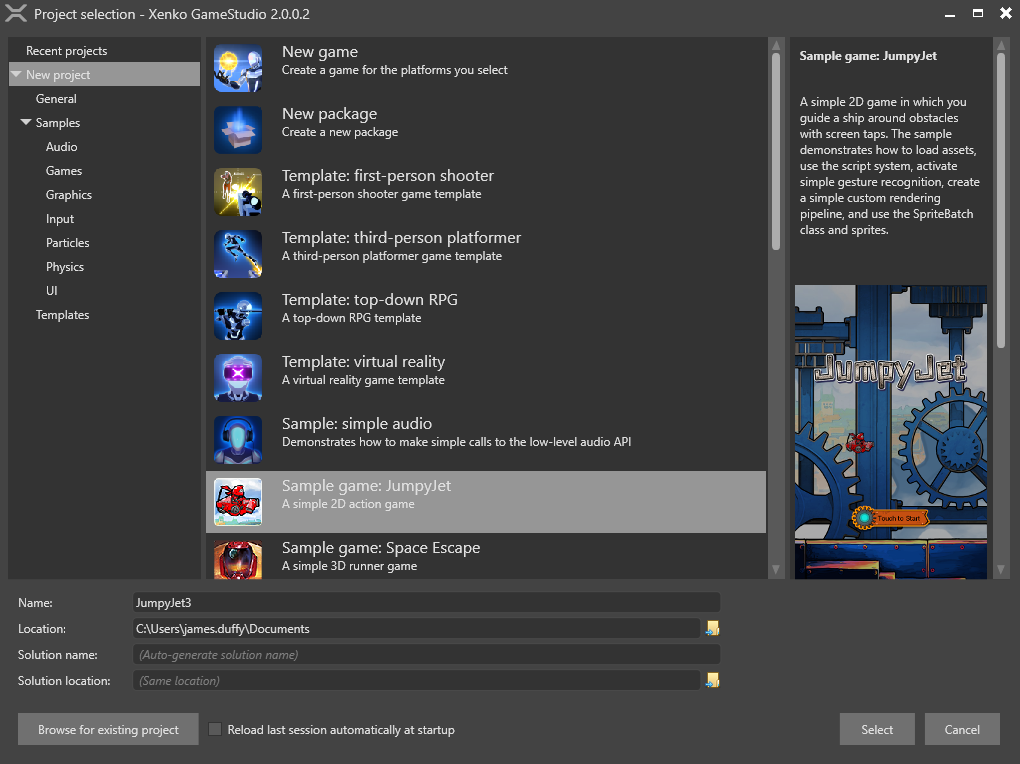 Project selection - Xenko GameStudio 2.0.0.2
Recent projects
New project
General
Samples
Audio
Games
Graphics
Input
Particles
Physics
UI
Templates
New game
Create a game for the platforms you select
New package
Create a new package
Template: first-person shooter
A first-person shooter game template
Template: third-person platformer
A third-person platformer game template
Template: top-down RPG
A top-down RPG template
Template: virtual reality
A virtual reality game template
Sample: simple audio
Demonstrates how to make simple calls to the low-level audio API
Sample game: JumpyJet
A simple 2D action game
Sample game: Space Escape
A simple 3D runner game
Sample game: JumpyJet
A simple 2D game in which you
guide a ship around obstacles
with screen taps. The sample
demonstrates how to load assets,
use the script system, activate
simple gesture recognition, create
a simple custom rendering
pipeline, and use the SpriteBatch
class and sprites.
JumpyJet
Touch to Start
Name:
JumpyJet3
Location:
C:\Users\james.duffy\Documents
Solution name:
(Auto-generate solution name)
Solution location:
(Same location)
Browse for existing project
Reload last session automatically at startup
Select
Cancel